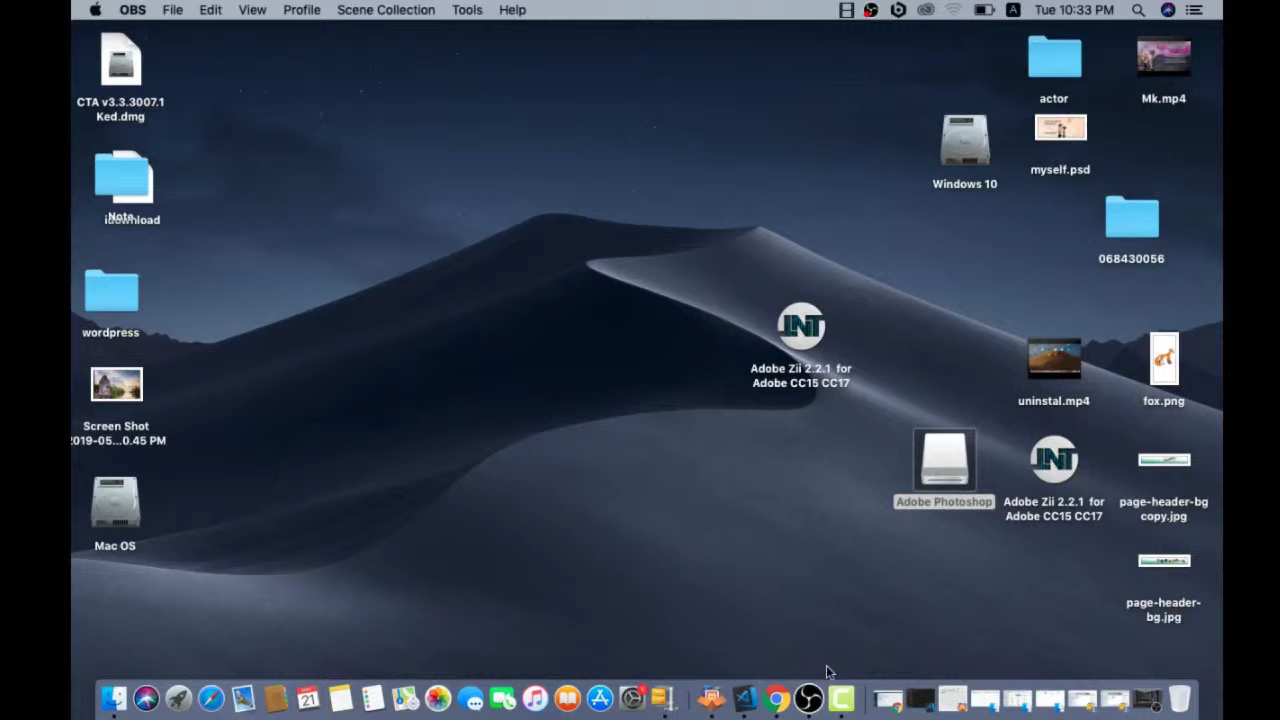 OBS File Edit View Profile Scene Collection Tools Help
A Tue 10:33 PM
CTA v3.3.3007.1
Ked.dmg
actor
Mk.mp4
Windows 10
myself.psd
Note
idownload
068430056
wordpress
LNT
Adobe Zii 2.2.1 for
Adobe CC15 CC17
uninstal.mp4
fox.png
Screen Shot
2019-05...0.45 PM
Adobe Photoshop
LNT
Adobe Zii 2.2.1 for
Adobe CC15 CC17
page-header-bg
copy.jpg
Mac OS
page-header-
bg.jpg
21